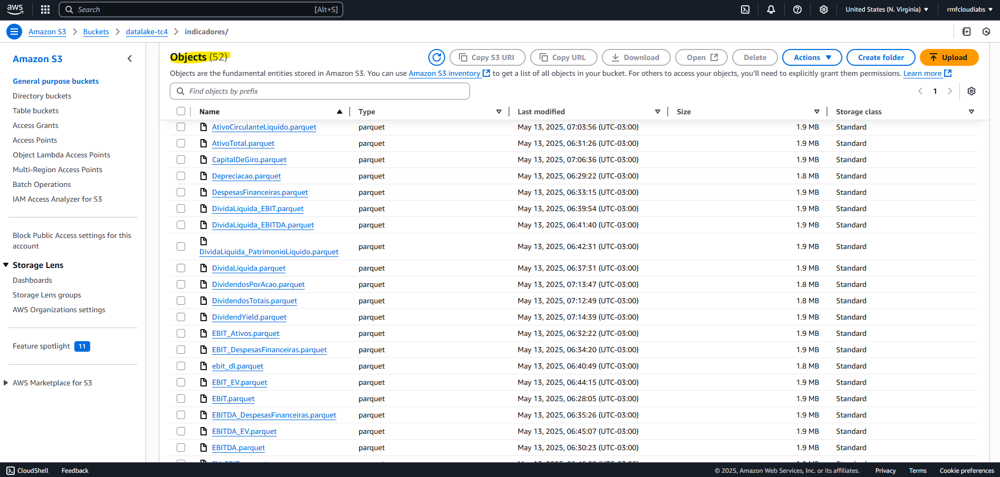 aws
Search [Alt+S] United States (N. Virginia) rmfcloudlabs
Amazon S3 Buckets datalake-tc4 indicadores/
Amazon S3
General purpose buckets
Directory buckets
Table buckets
Access Grants
Access Points
Object Lambda Access Points
Multi-Region Access Points
Batch Operations
IAM Access Analyzer for S3
Block Public Access settings for this
account
Storage Lens
Dashboards
Storage Lens groups
AWS Organizations settings
Feature spotlight 11
AWS Marketplace for S3
Objects (52) Copy S3 URI Copy URL Download Open Delete Actions Create folder Upload
Objects are the fundamental entities stored in Amazon S3. You can use Amazon S3 inventory to get a list of all objects in your bucket. For others to access your objects, you'll need to explicitly grant them permissions. Learn more
Find objects by prefix 1
Name Type Last modified Size Storage class
AtivoCirculanteLiquido.parquet parquet May 13, 2025, 07:03:56 (UTC-03:00) 1.9 MB Standard
AtivoTotal.parquet parquet May 13, 2025, 06:31:26 (UTC-03:00) 1.9 MB Standard
CapitalDeGiro.parquet parquet May 13, 2025, 07:06:36 (UTC-03:00) 1.9 MB Standard
Depreciacao.parquet parquet May 13, 2025, 06:29:22 (UTC-03:00) 1.8 MB Standard
DespesasFinanceiras.parquet parquet May 13, 2025, 06:33:15 (UTC-03:00) 1.9 MB Standard
DividaLiquida_EBIT.parquet parquet May 13, 2025, 06:39:54 (UTC-03:00) 1.9 MB Standard
DividaLiquida_EBITDA.parquet parquet May 13, 2025, 06:41:40 (UTC-03:00) 1.9 MB Standard
DividaLiquida_PatrimonioLiquido.parquet parquet May 13, 2025, 06:42:31 (UTC-03:00) 1.9 MB Standard
DividaLiquida.parquet parquet May 13, 2025, 06:37:31 (UTC-03:00) 1.9 MB Standard
DividendosPorAcao.parquet parquet May 13, 2025, 07:13:47 (UTC-03:00) 1.8 MB Standard
DividendosTotais.parquet parquet May 13, 2025, 07:12:49 (UTC-03:00) 1.8 MB Standard
DividendYield.parquet parquet May 13, 2025, 07:14:39 (UTC-03:00) 1.9 MB Standard
EBIT_Ativos.parquet parquet May 13, 2025, 06:32:22 (UTC-03:00) 1.9 MB Standard
EBIT_DespesasFinanceiras.parquet parquet May 13, 2025, 06:34:20 (UTC-03:00) 1.9 MB Standard
ebit_dl.parquet parquet May 13, 2025, 06:40:49 (UTC-03:00) 1.8 MB Standard
EBIT_EV.parquet parquet May 13, 2025, 06:44:15 (UTC-03:00) 1.9 MB Standard
EBIT.parquet parquet May 13, 2025, 06:28:05 (UTC-03:00) 1.9 MB Standard
EBITDA_DespesasFinanceiras.parquet parquet May 13, 2025, 06:35:26 (UTC-03:00) 1.9 MB Standard
EBITDA_EV.parquet parquet May 13, 2025, 06:45:07 (UTC-03:00) 1.9 MB Standard
EBITDA.parquet parquet May 13, 2025, 06:30:23 (UTC-03:00) 1.9 MB Standard
CloudShell Feedback © 2025, Amazon Web Services, Inc. or its affiliates. Privacy Terms Cookie preferences